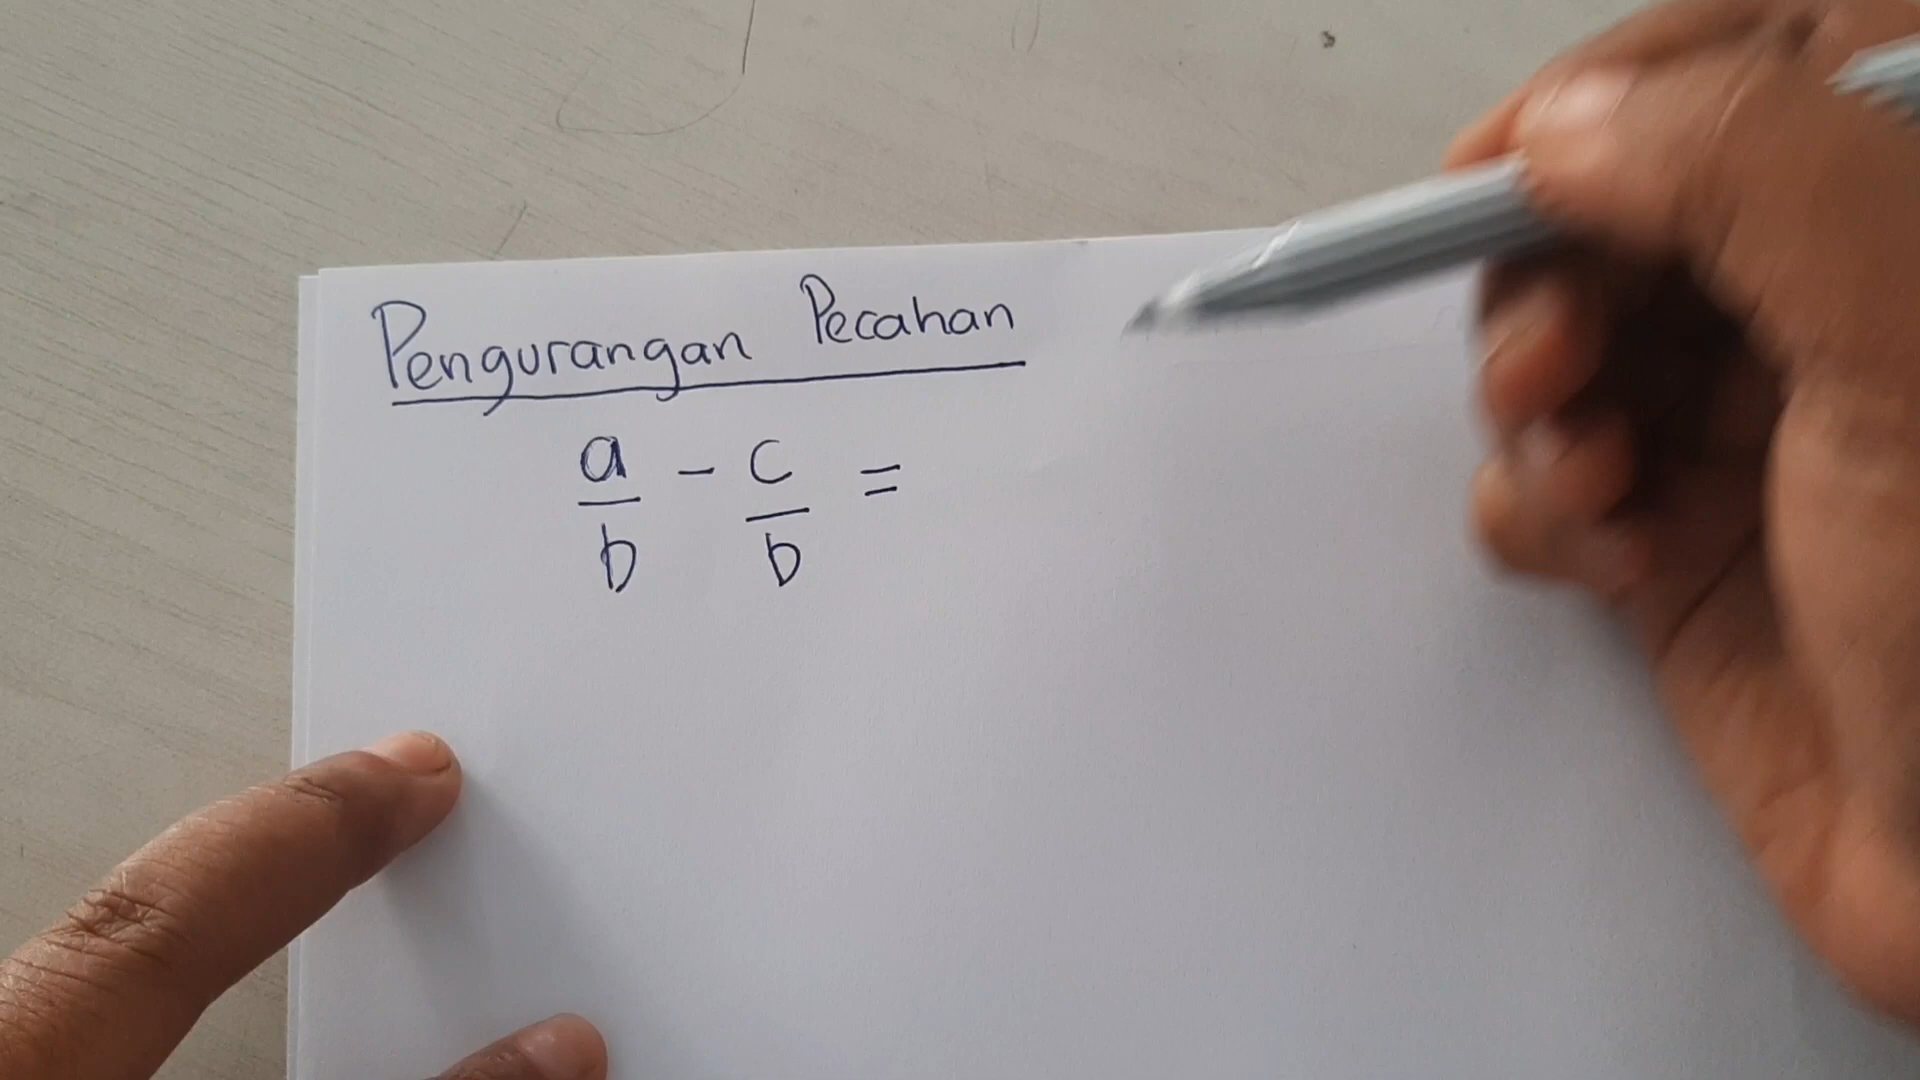 Pengurangan Pecahan
a/b - c/b =